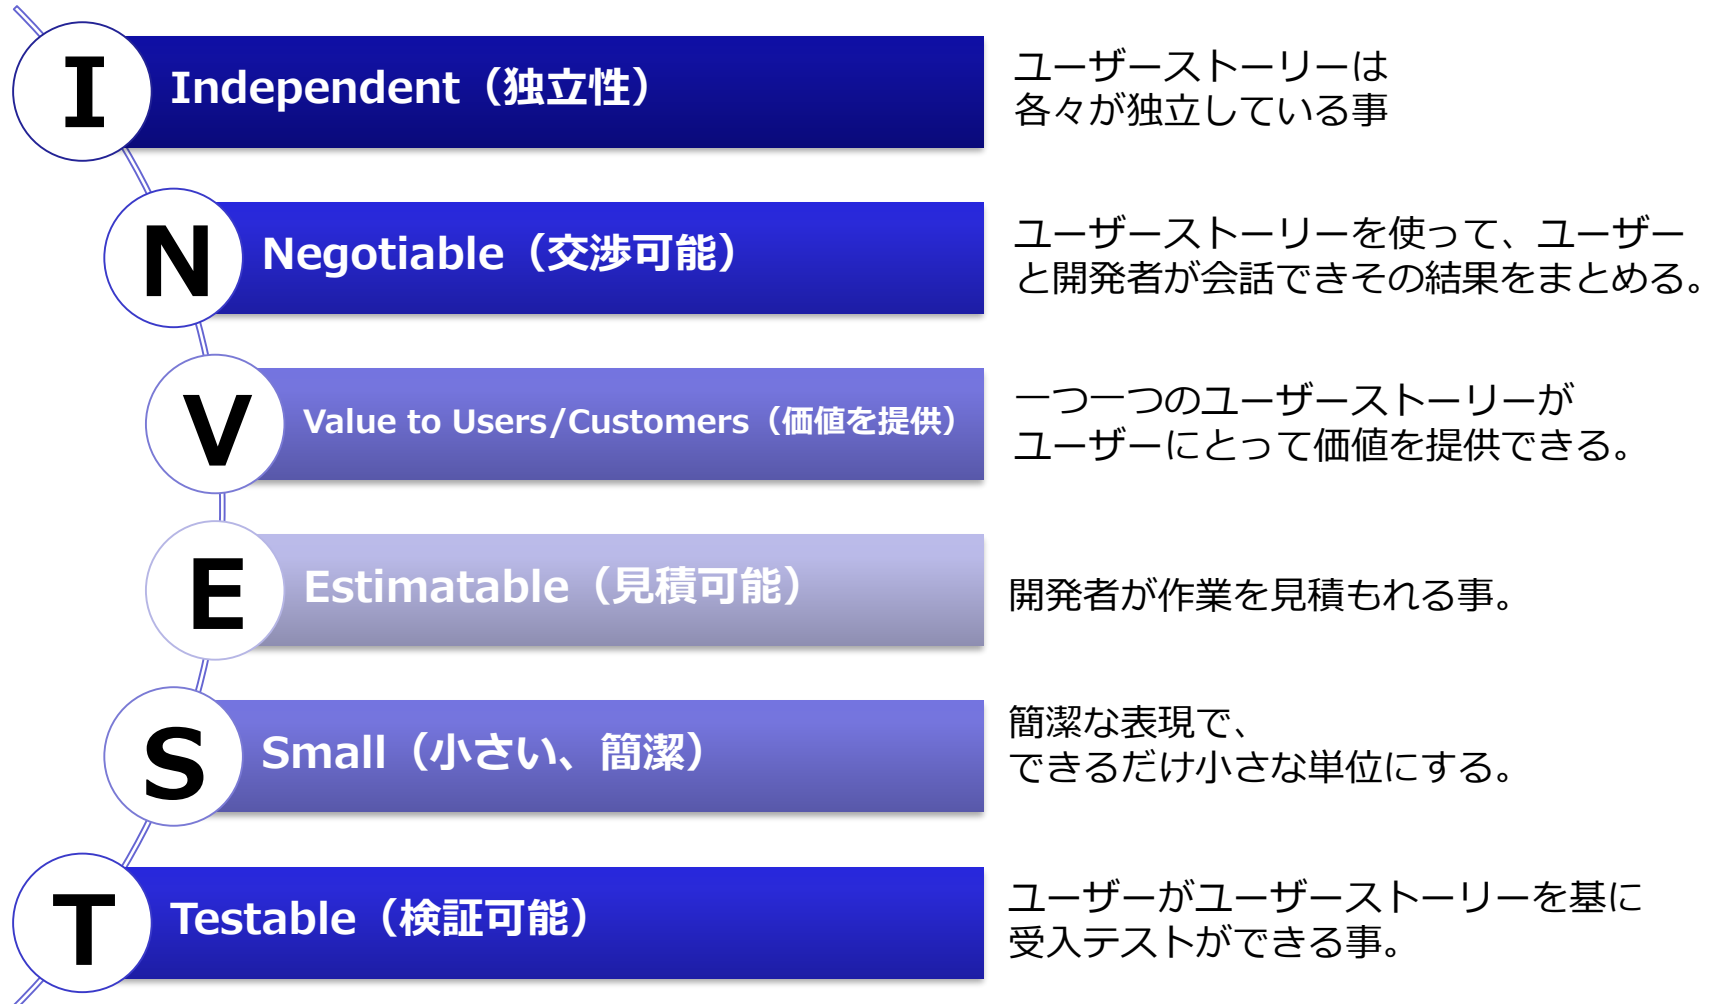 I
Independent（独立性）
ユーザーストーリーは
各々が独立している事
N
Negotiable（交渉可能）
ユーザーストーリーを使って、ユーザー
と開発者が会話できその結果をまとめる。
V
Value to Users/Customers（価値を提供）
一つ一つのユーザーストーリーが
ユーザーにとって価値を提供できる。
E
Estimatable（見積可能）
開発者が作業を見積もれる事。
S
Small（小さい、簡潔）
簡潔な表現で、
できるだけ小さな単位にする。
T
Testable（検証可能）
ユーザーがユーザーストーリーを基に
受入テストができる事。